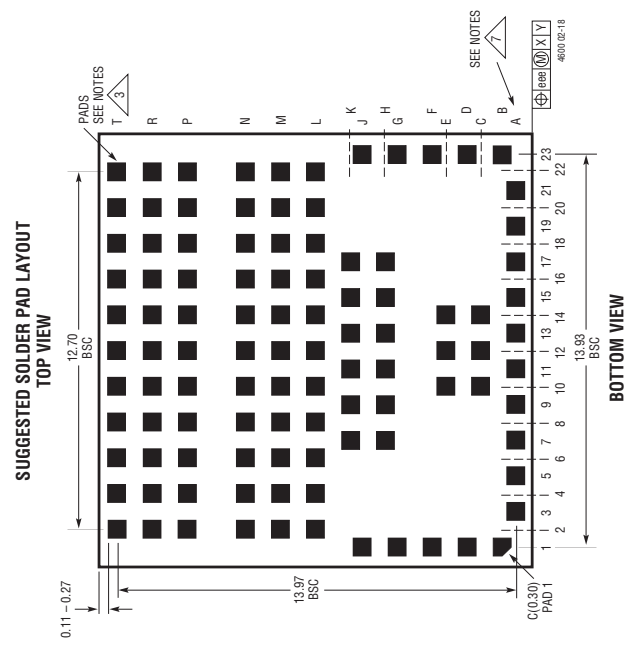 SUGGESTED SOLDER PAD LAYOUT
TOP VIEW
12.70
BSC
0.11 – 0.27
13.97
BSC
C(0.30)
PAD 1
PADS
SEE NOTES
3
T
R
P
N
M
L
K
J
H
G
F
E
D
C
B
A
SEE NOTES
7
eee M X Y
4600 02-18
1 2 3 4 5 6 7 8 9 10 11 12 13 14 15 16 17 18 19 20 21 22 23
13.93
BSC
BOTTOM VIEW